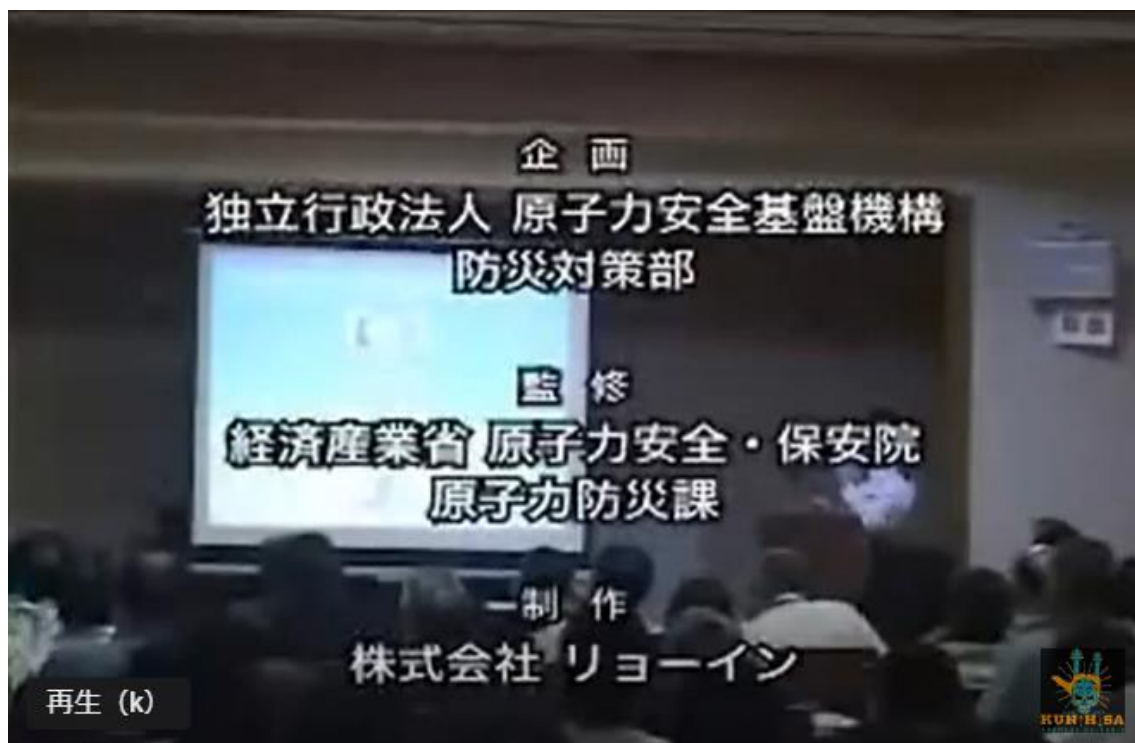 企 画
独立行政法人 原子力安全基盤機構
防災対策部
監 修
経済産業省 原子力安全・保安院
原子力防災課
制 作
株式会社 リョーイン
再生 (k)
KUN H SA